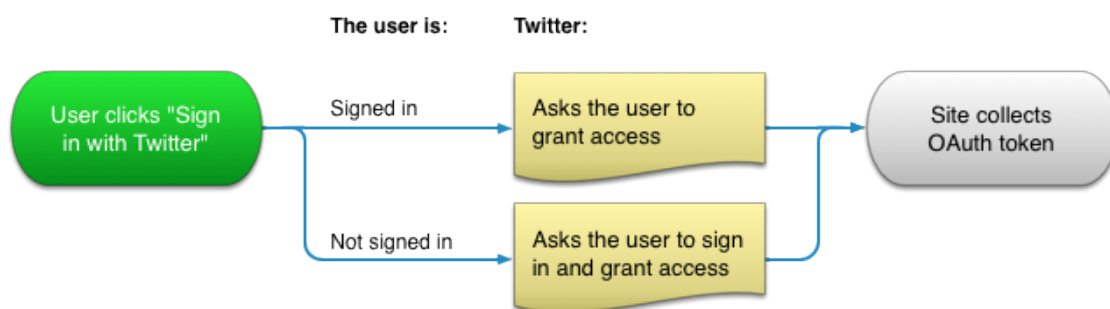 The user is:
Twitter:
User clicks "Sign
in with Twitter"
Signed in
Asks the user to
grant access
Site collects
OAuth token
Not signed in
Asks the user to sign
in and grant access